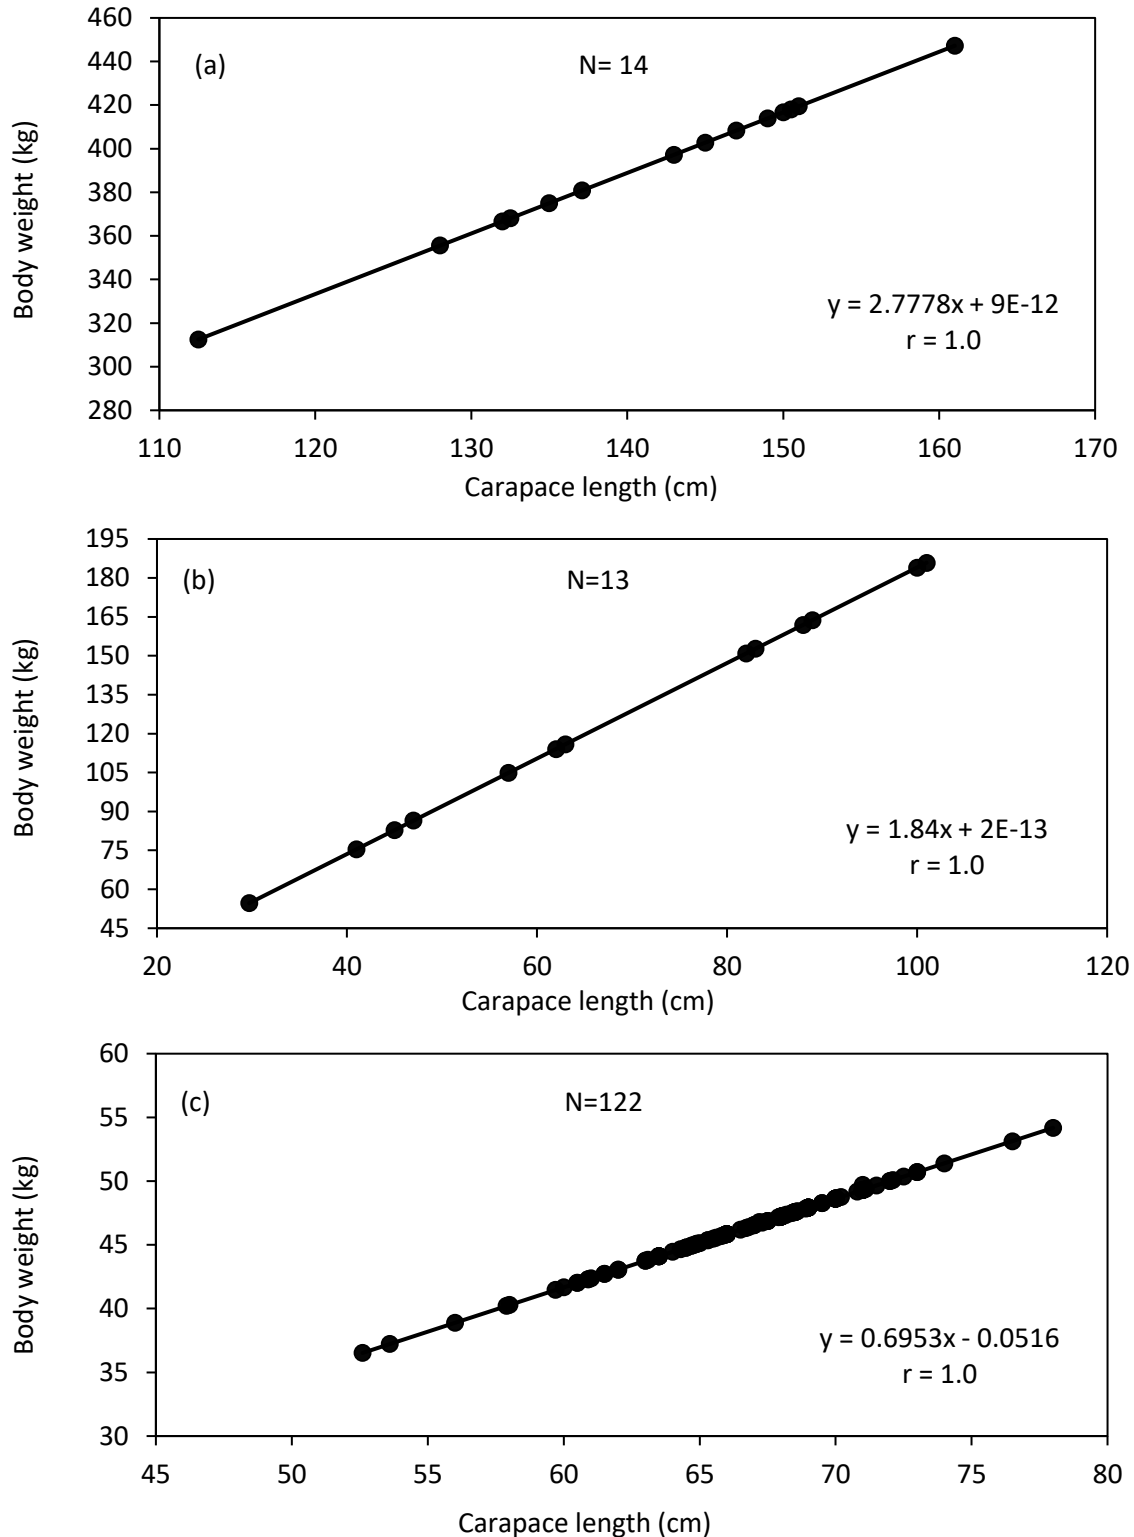 460
440
420
400
380
360
340
320
300
280
Body weight (kg)
(a)
N= 14
y = 2.7778x + 9E-12
r = 1.0
110 120 130 140 150 160 170
Carapace length (cm)
195
180
165
150
135
120
105
90
75
60
45
Body weight (kg)
(b)
N=13
y = 1.84x + 2E-13
r = 1.0
20 40 60 80 100 120
Carapace length (cm)
60
55
50
45
40
35
30
Body weight (kg)
(c)
N=122
y = 0.6953x - 0.0516
r = 1.0
45 50 55 60 65 70 75 80
Carapace length (cm)